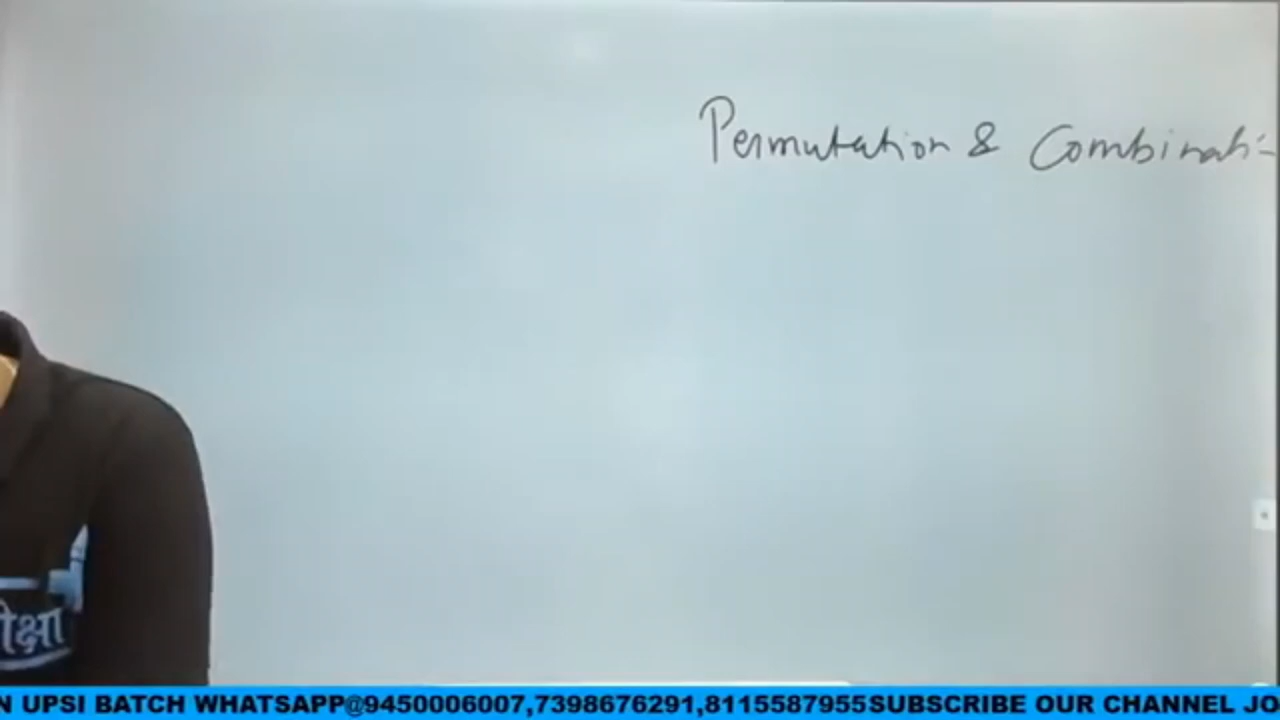 Permutation & Combinati-
ीक्षा
N UPSI BATCH WHATSAPP@9450006007,7398676291,8115587955SUBSCRIBE OUR CHANNEL JO